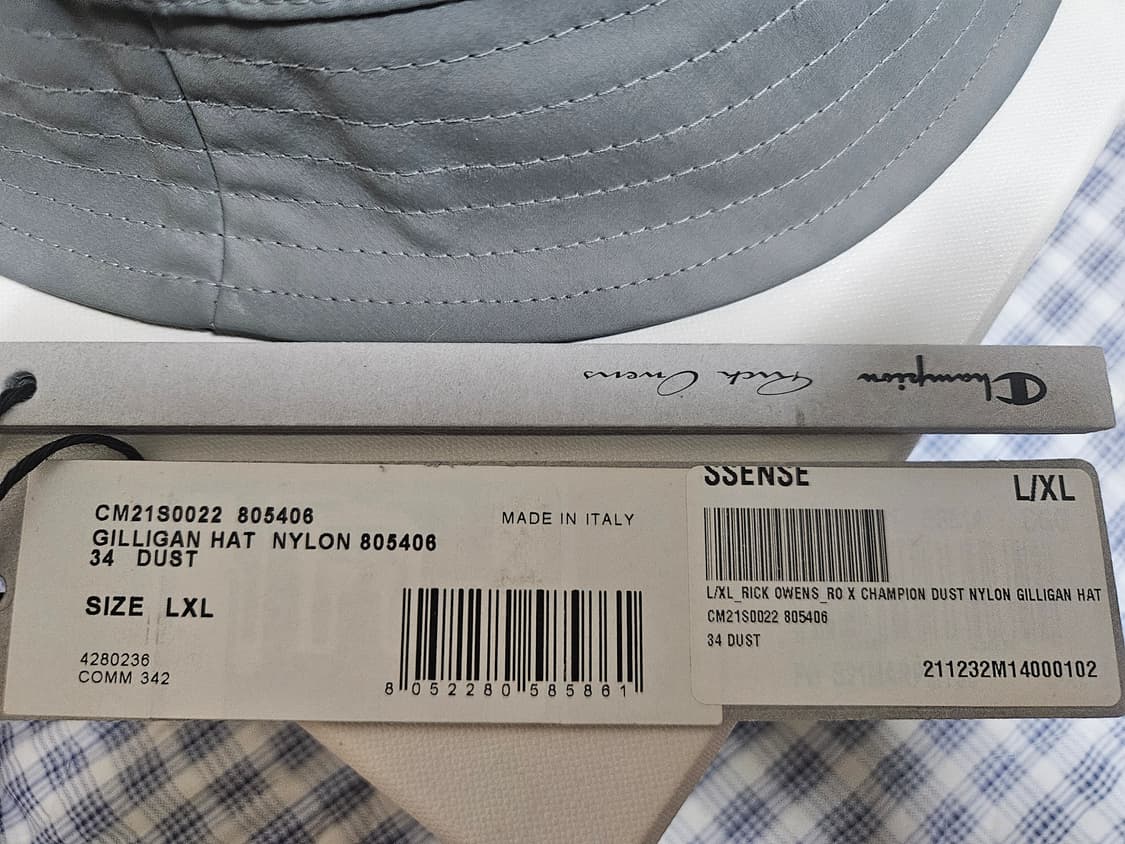 Champion Rick Owens
CM21S0022 805406
GILLIGAN HAT NYLON 805406
34 DUST
MADE IN ITALY
SIZE LXL
4280236
COMM 342
8 052280 585861
SSENSE
L/XL
L/XL_RICK OWENS_RO X CHAMPION DUST NYLON GILLIGAN HAT
CM21S0022 805406
34 DUST
211232M14000102